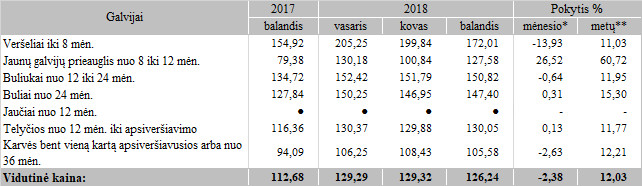 Galvijai 2017 2018 Pokytis %
balandis vasaris kovas balandis mėnesio* metų**
Veršeliai iki 8 mėn. 154,92 205,25 199,84 172,01 -13,93 11,03
Jaunų galvijų prieauglis nuo 8 iki 12 mėn. 79,38 130,18 100,84 127,58 26,52 60,72
Buliukai nuo 12 iki 24 mėn. 134,72 152,42 151,79 150,82 -0,64 11,95
Buliai nuo 24 mėn. 127,84 150,25 146,95 147,40 0,31 15,30
Jaučiai nuo 12 mėn. ● ● ● ● - -
Telyčios nuo 12 mėn. iki apsiveršiavimo 116,36 130,37 129,88 130,05 0,13 11,77
Karvės bent vieną kartą apsiveršiavusios arba nuo
36 mėn. 94,09 106,25 108,43 105,58 -2,63 12,21
Vidutinė kaina: 112,68 129,29 129,32 126,24 -2,38 12,03